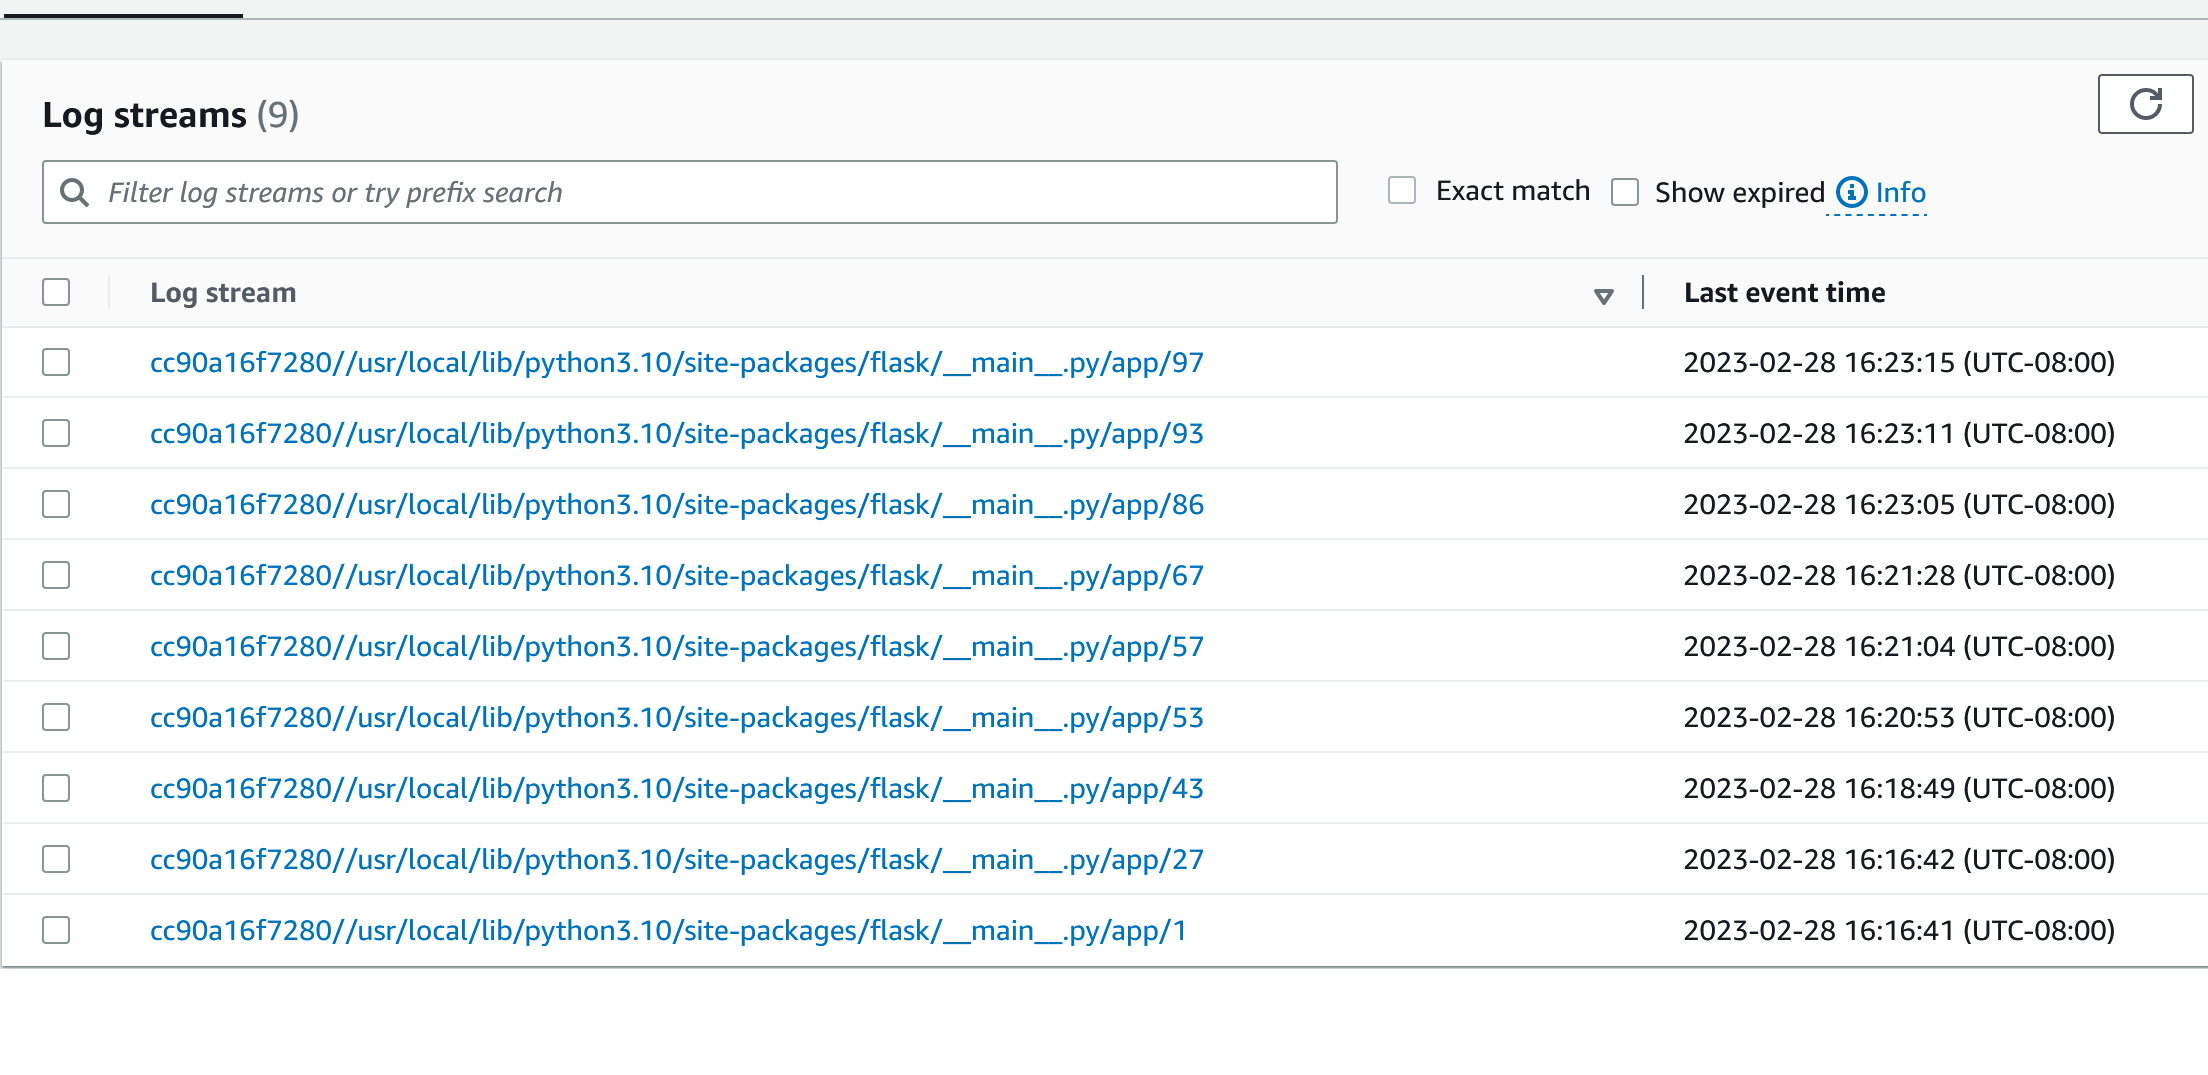 Log streams (9)
Filter log streams or try prefix search
Exact match Show expired Info
Log stream Last event time
cc90a16f7280//usr/local/lib/python3.10/site-packages/flask/__main__.py/app/97 2023-02-28 16:23:15 (UTC-08:00)
cc90a16f7280//usr/local/lib/python3.10/site-packages/flask/__main__.py/app/93 2023-02-28 16:23:11 (UTC-08:00)
cc90a16f7280//usr/local/lib/python3.10/site-packages/flask/__main__.py/app/86 2023-02-28 16:23:05 (UTC-08:00)
cc90a16f7280//usr/local/lib/python3.10/site-packages/flask/__main__.py/app/67 2023-02-28 16:21:28 (UTC-08:00)
cc90a16f7280//usr/local/lib/python3.10/site-packages/flask/__main__.py/app/57 2023-02-28 16:21:04 (UTC-08:00)
cc90a16f7280//usr/local/lib/python3.10/site-packages/flask/__main__.py/app/53 2023-02-28 16:20:53 (UTC-08:00)
cc90a16f7280//usr/local/lib/python3.10/site-packages/flask/__main__.py/app/43 2023-02-28 16:18:49 (UTC-08:00)
cc90a16f7280//usr/local/lib/python3.10/site-packages/flask/__main__.py/app/27 2023-02-28 16:16:42 (UTC-08:00)
cc90a16f7280//usr/local/lib/python3.10/site-packages/flask/__main__.py/app/1 2023-02-28 16:16:41 (UTC-08:00)